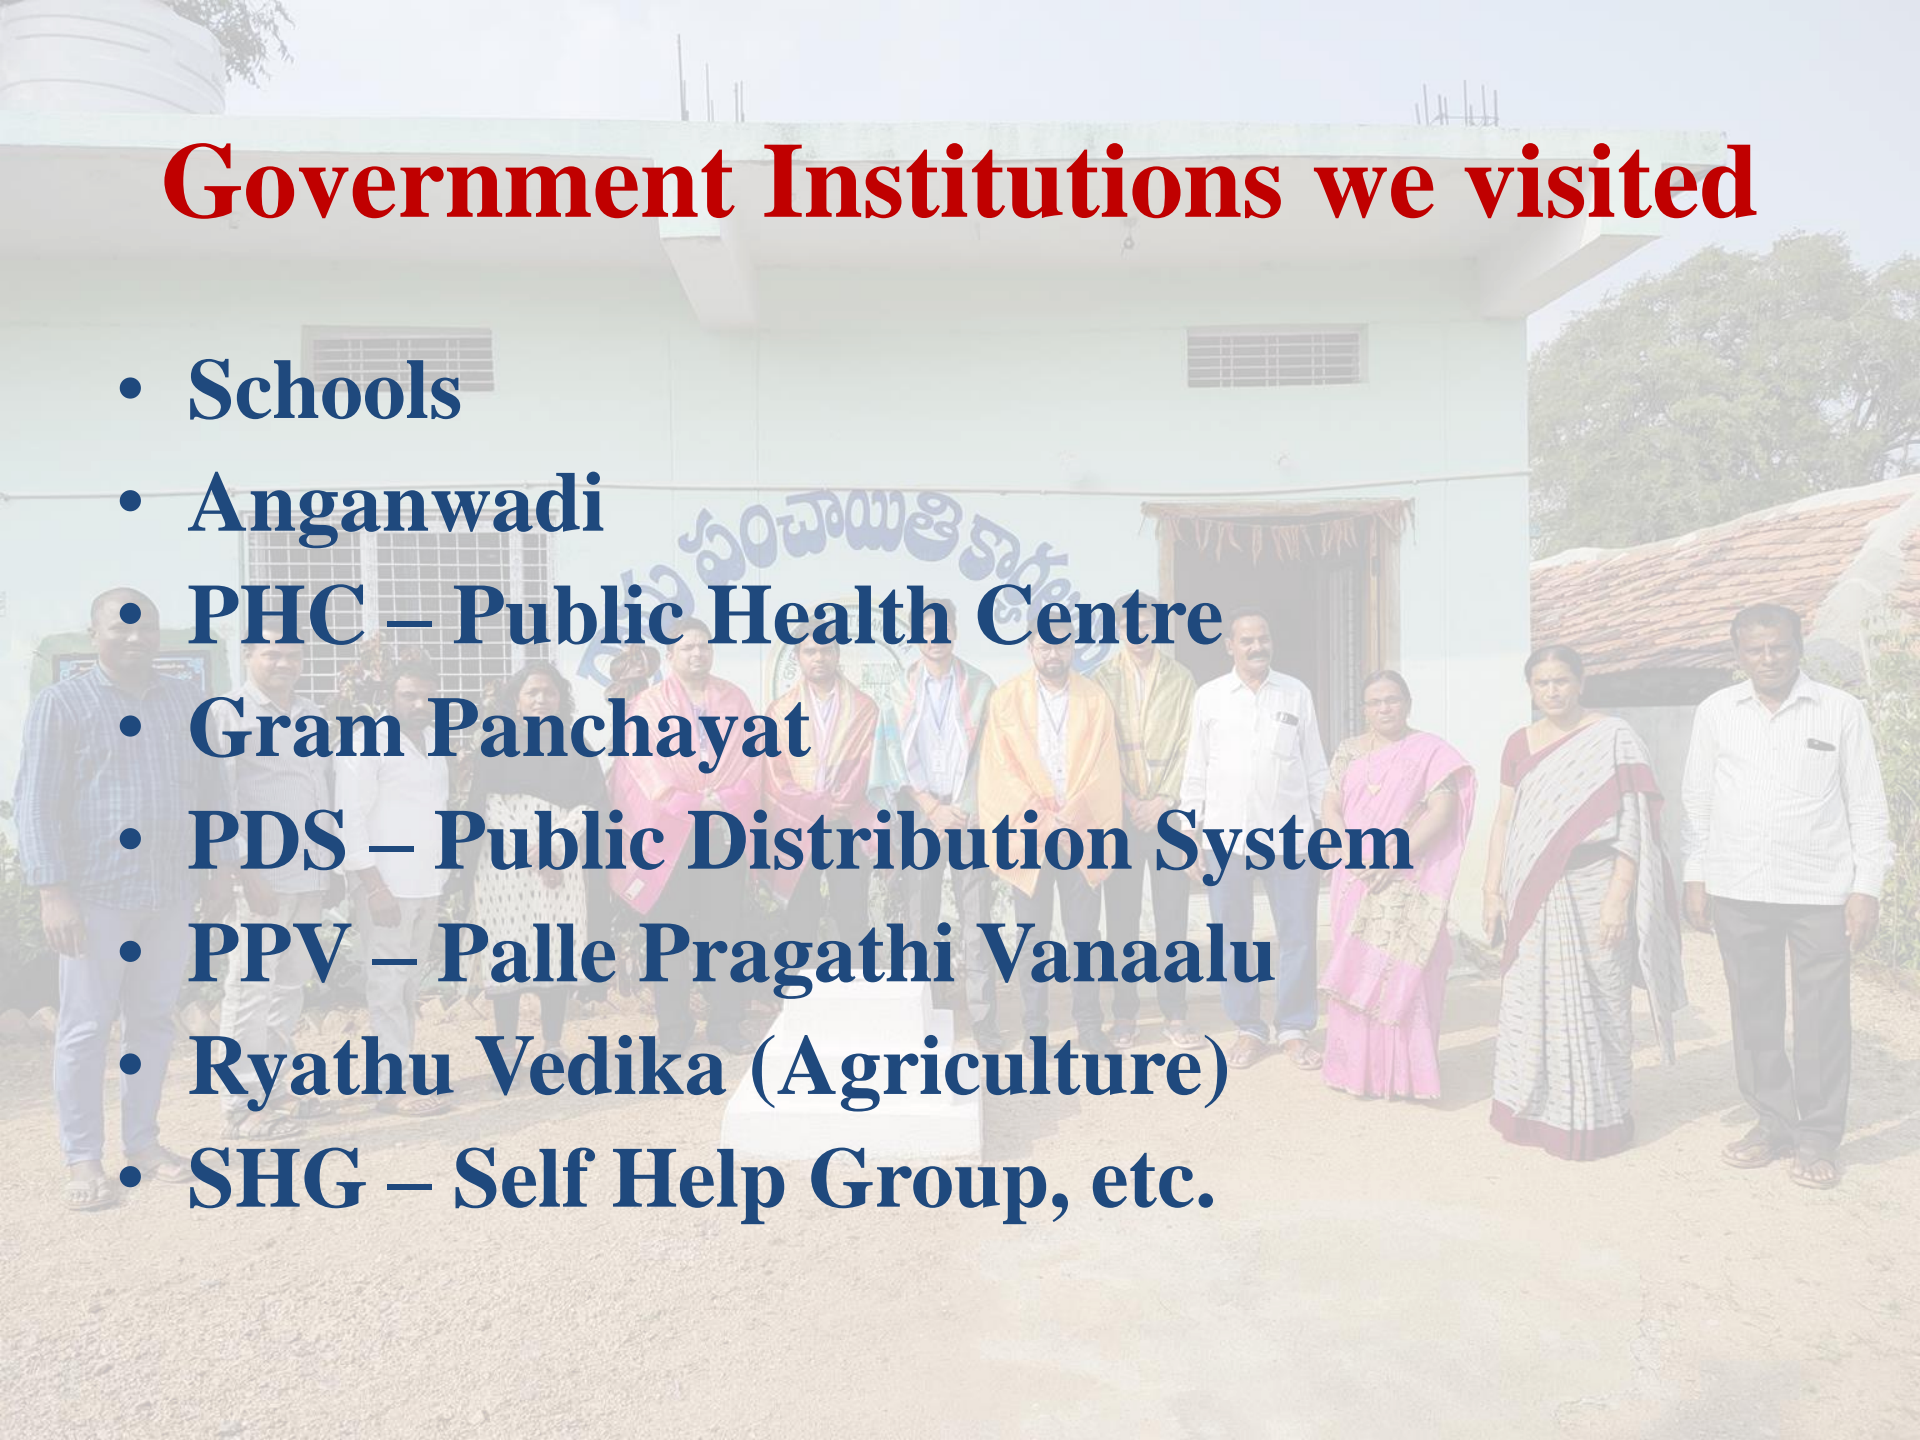 Government Institutions we visited
• Schools
• Anganwadi
• PHC – Public Health Centre
• Gram Panchayat
• PDS – Public Distribution System
• PPV – Palle Pragathi Vanaalu
• Ryathu Vedika (Agriculture)
• SHG – Self Help Group, etc.
పంచాయితి